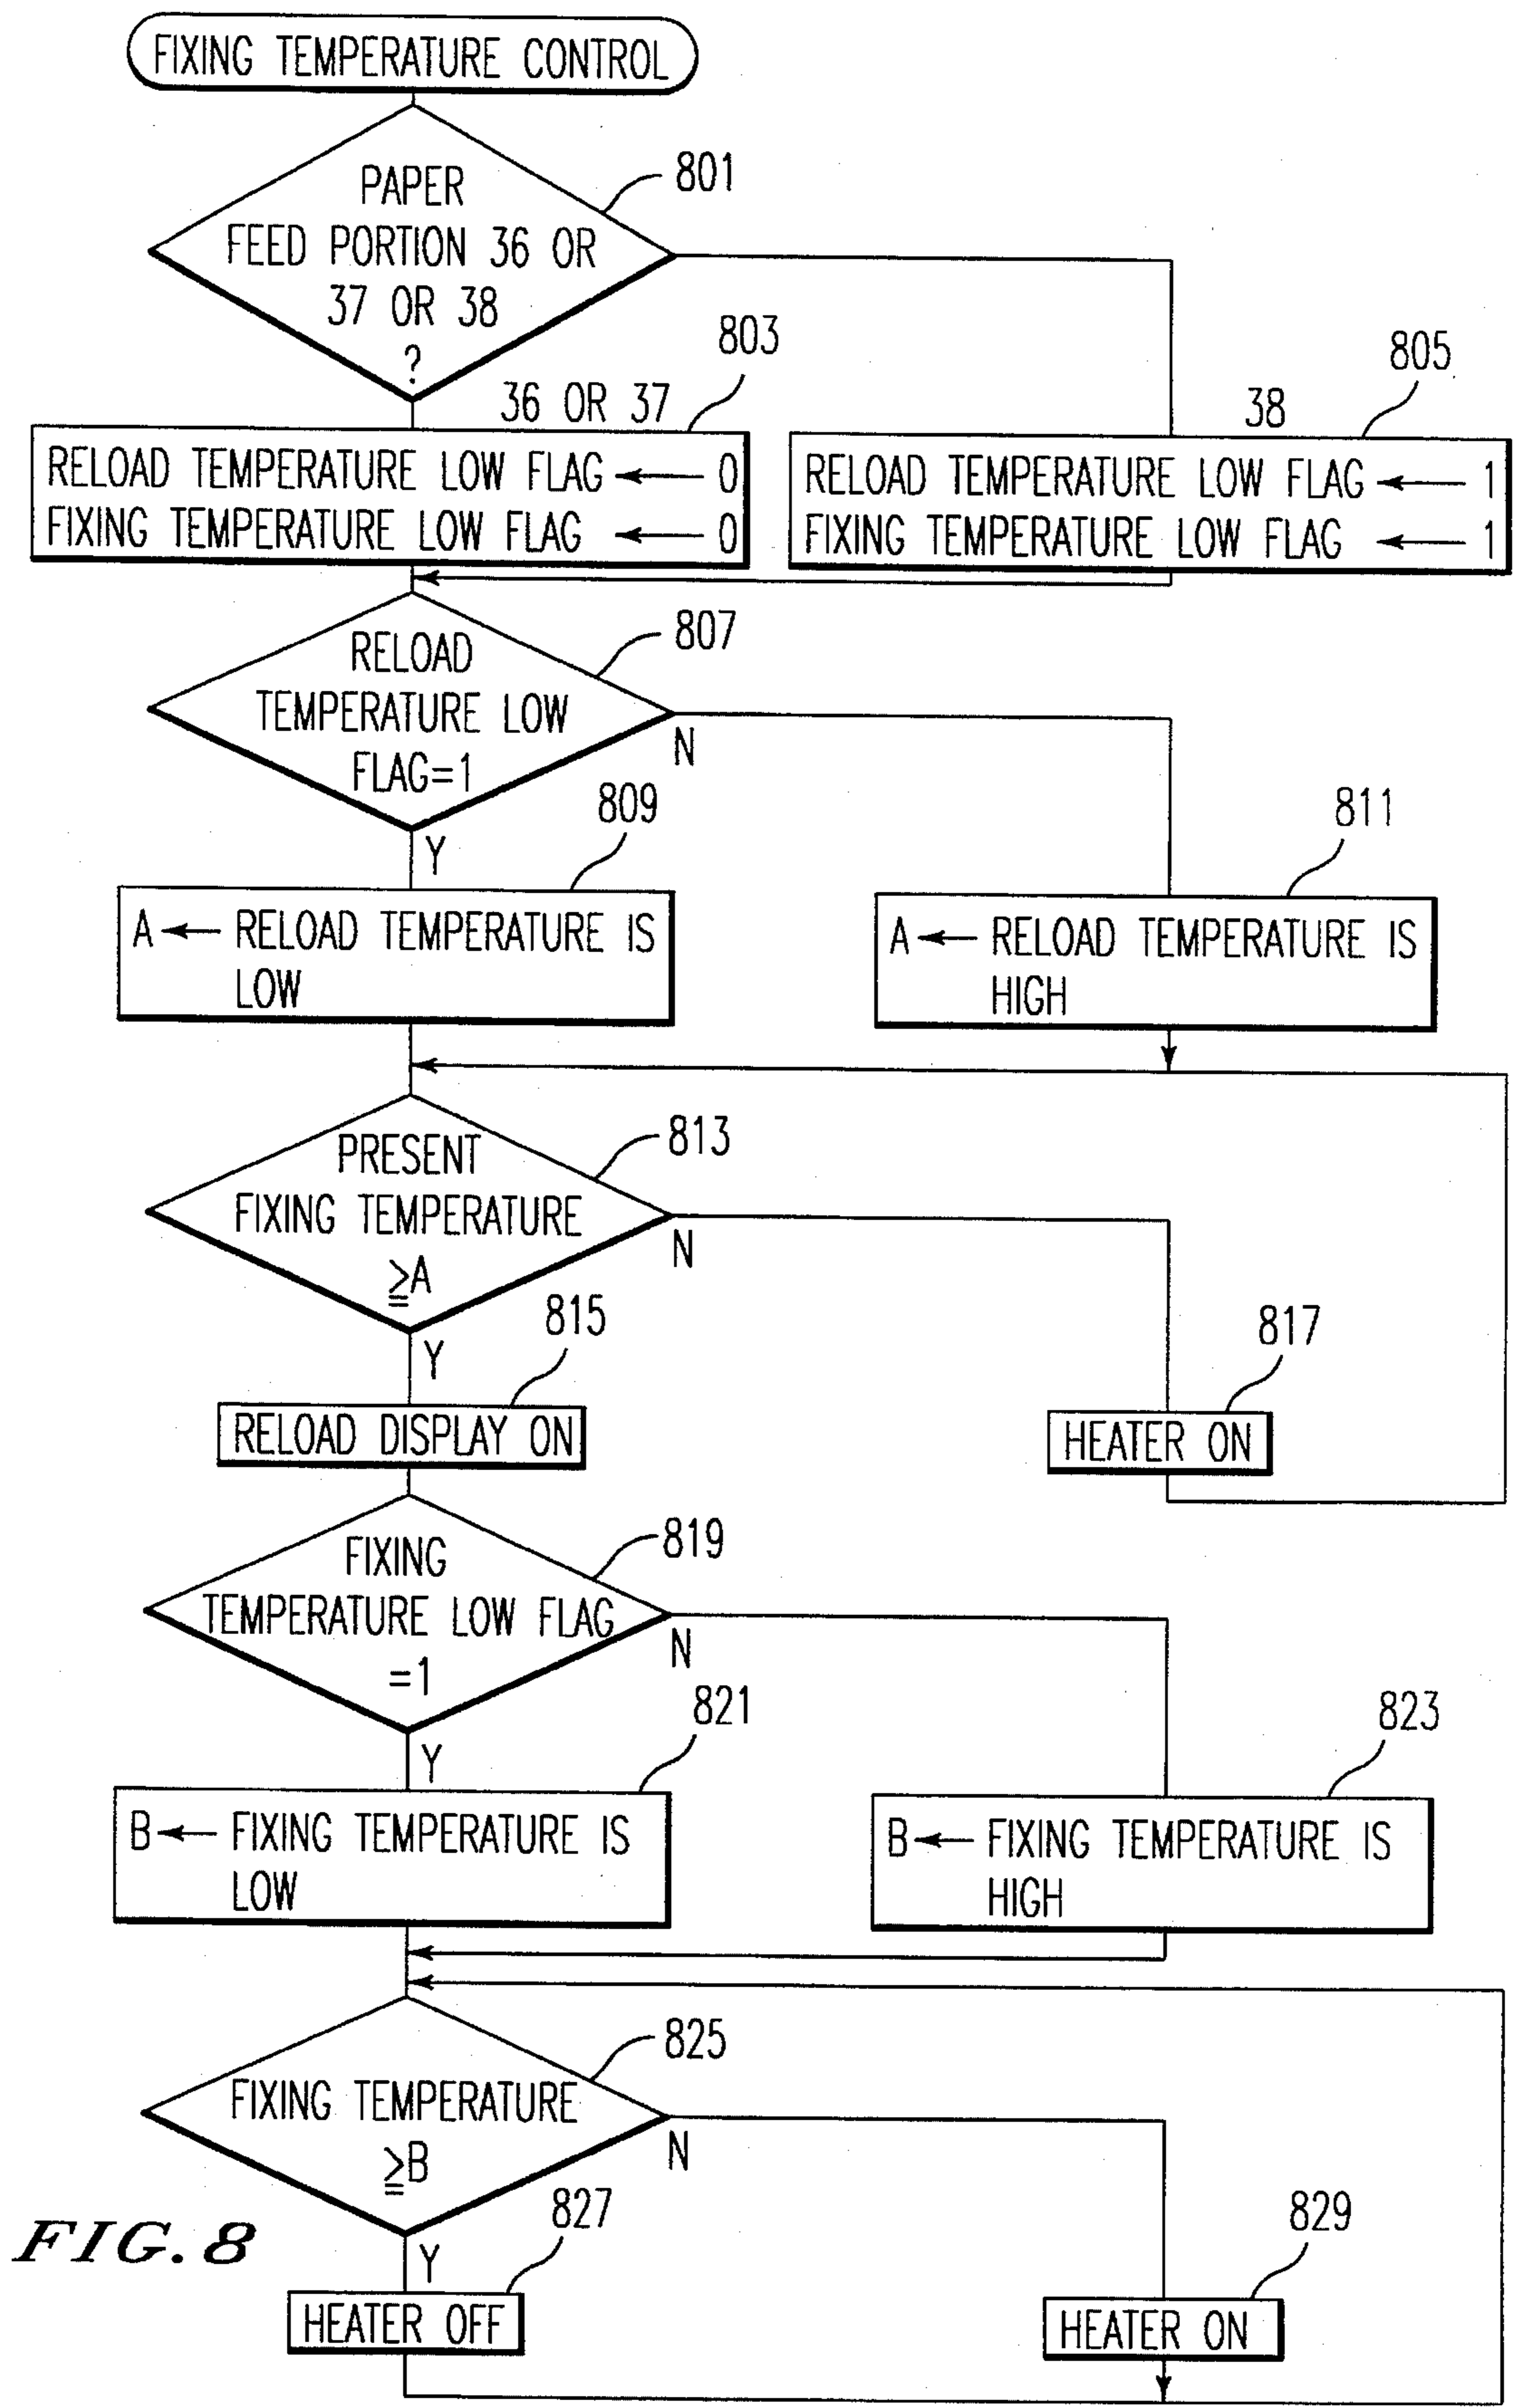 FIXING TEMPERATURE CONTROL
801
PAPER
FEED PORTION 36 OR
37 OR 38
?
803
36 OR 37
RELOAD TEMPERATURE LOW FLAG ← 0
FIXING TEMPERATURE LOW FLAG ← 0
805
38
RELOAD TEMPERATURE LOW FLAG ← 1
FIXING TEMPERATURE LOW FLAG ← 1
807
RELOAD
TEMPERATURE LOW
FLAG=1
N
Y
809
A ← RELOAD TEMPERATURE IS
LOW
811
A ← RELOAD TEMPERATURE IS
HIGH
813
PRESENT
FIXING TEMPERATURE
≧A
N
Y
815
RELOAD DISPLAY ON
817
HEATER ON
819
FIXING
TEMPERATURE LOW FLAG
=1
N
Y
821
B ← FIXING TEMPERATURE IS
LOW
823
B ← FIXING TEMPERATURE IS
HIGH
825
FIXING TEMPERATURE
≧B
N
Y
827
HEATER OFF
829
HEATER ON
FIG. 8